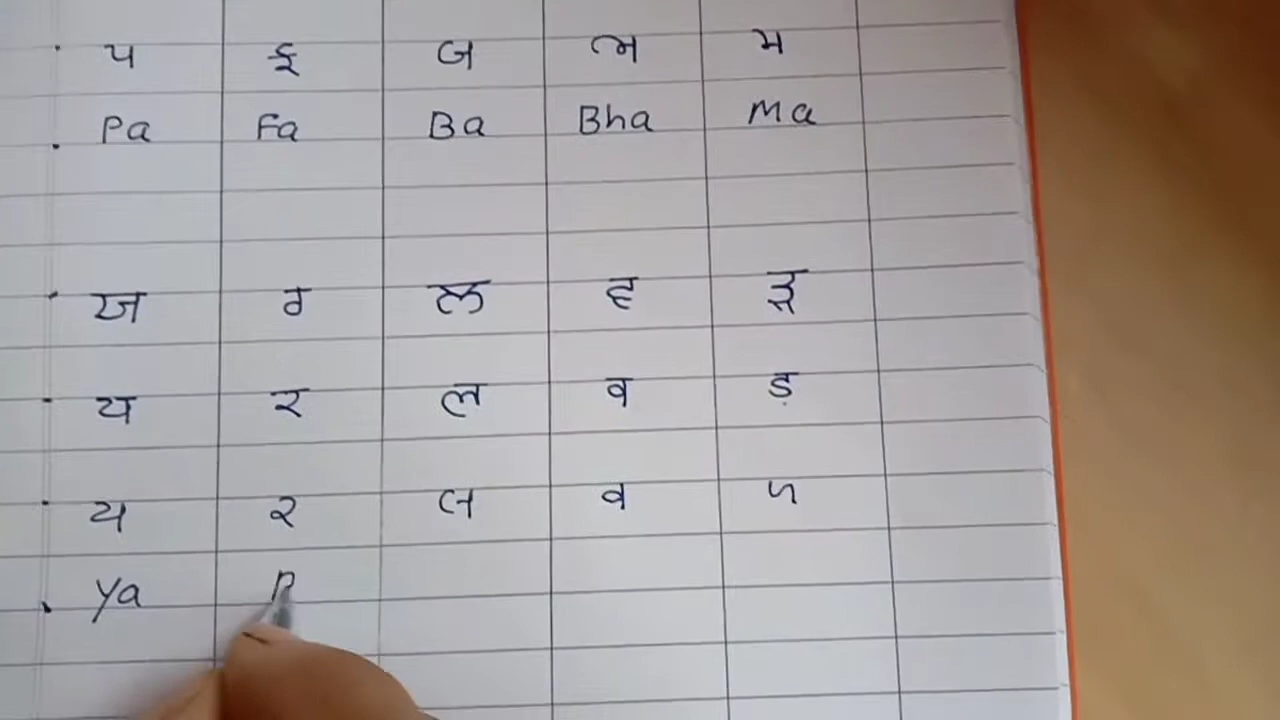 પ ફ બ ભ મ
Pa Fa Ba Bha Ma
ਯ ਰ ਲ ਵ ੜ
य र ल व ड़
ય ર લ વ ળ
Ya R